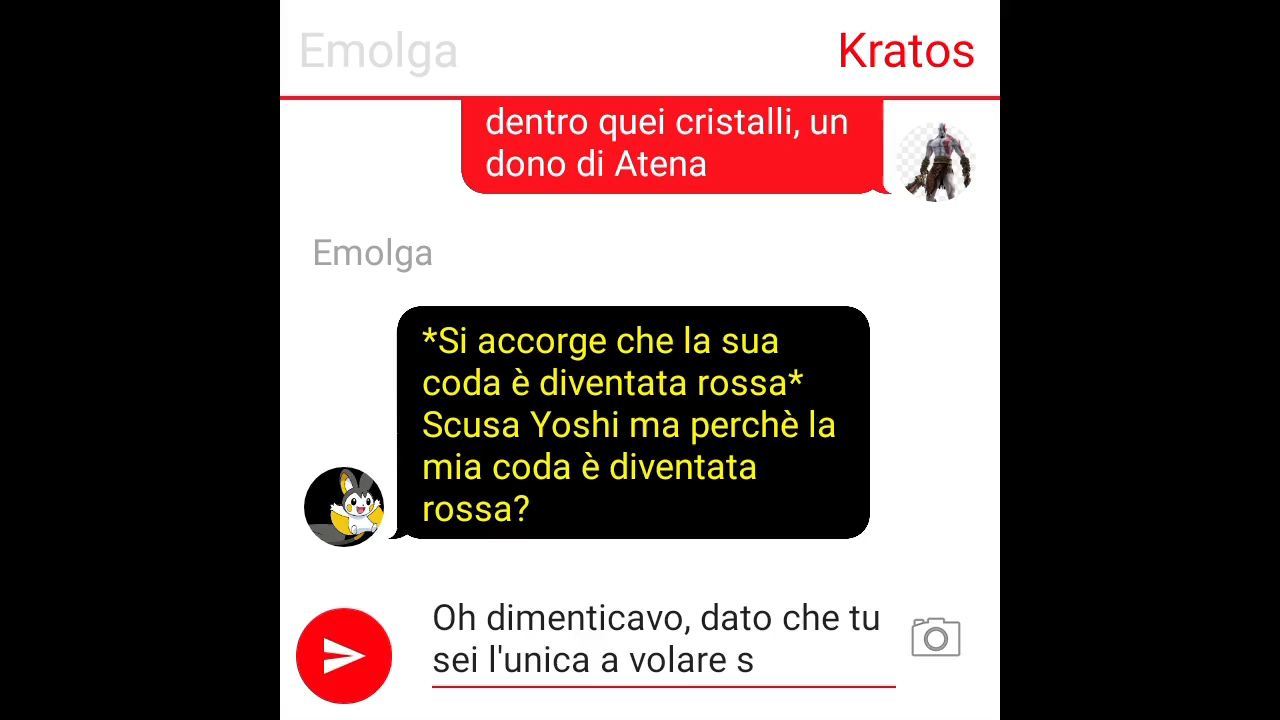 Emolga
Kratos
dentro quei cristalli, un
dono di Atena
Emolga
*Si accorge che la sua
coda è diventata rossa*
Scusa Yoshi ma perchè la
mia coda è diventata
rossa?
Oh dimenticavo, dato che tu
sei l'unica a volare s